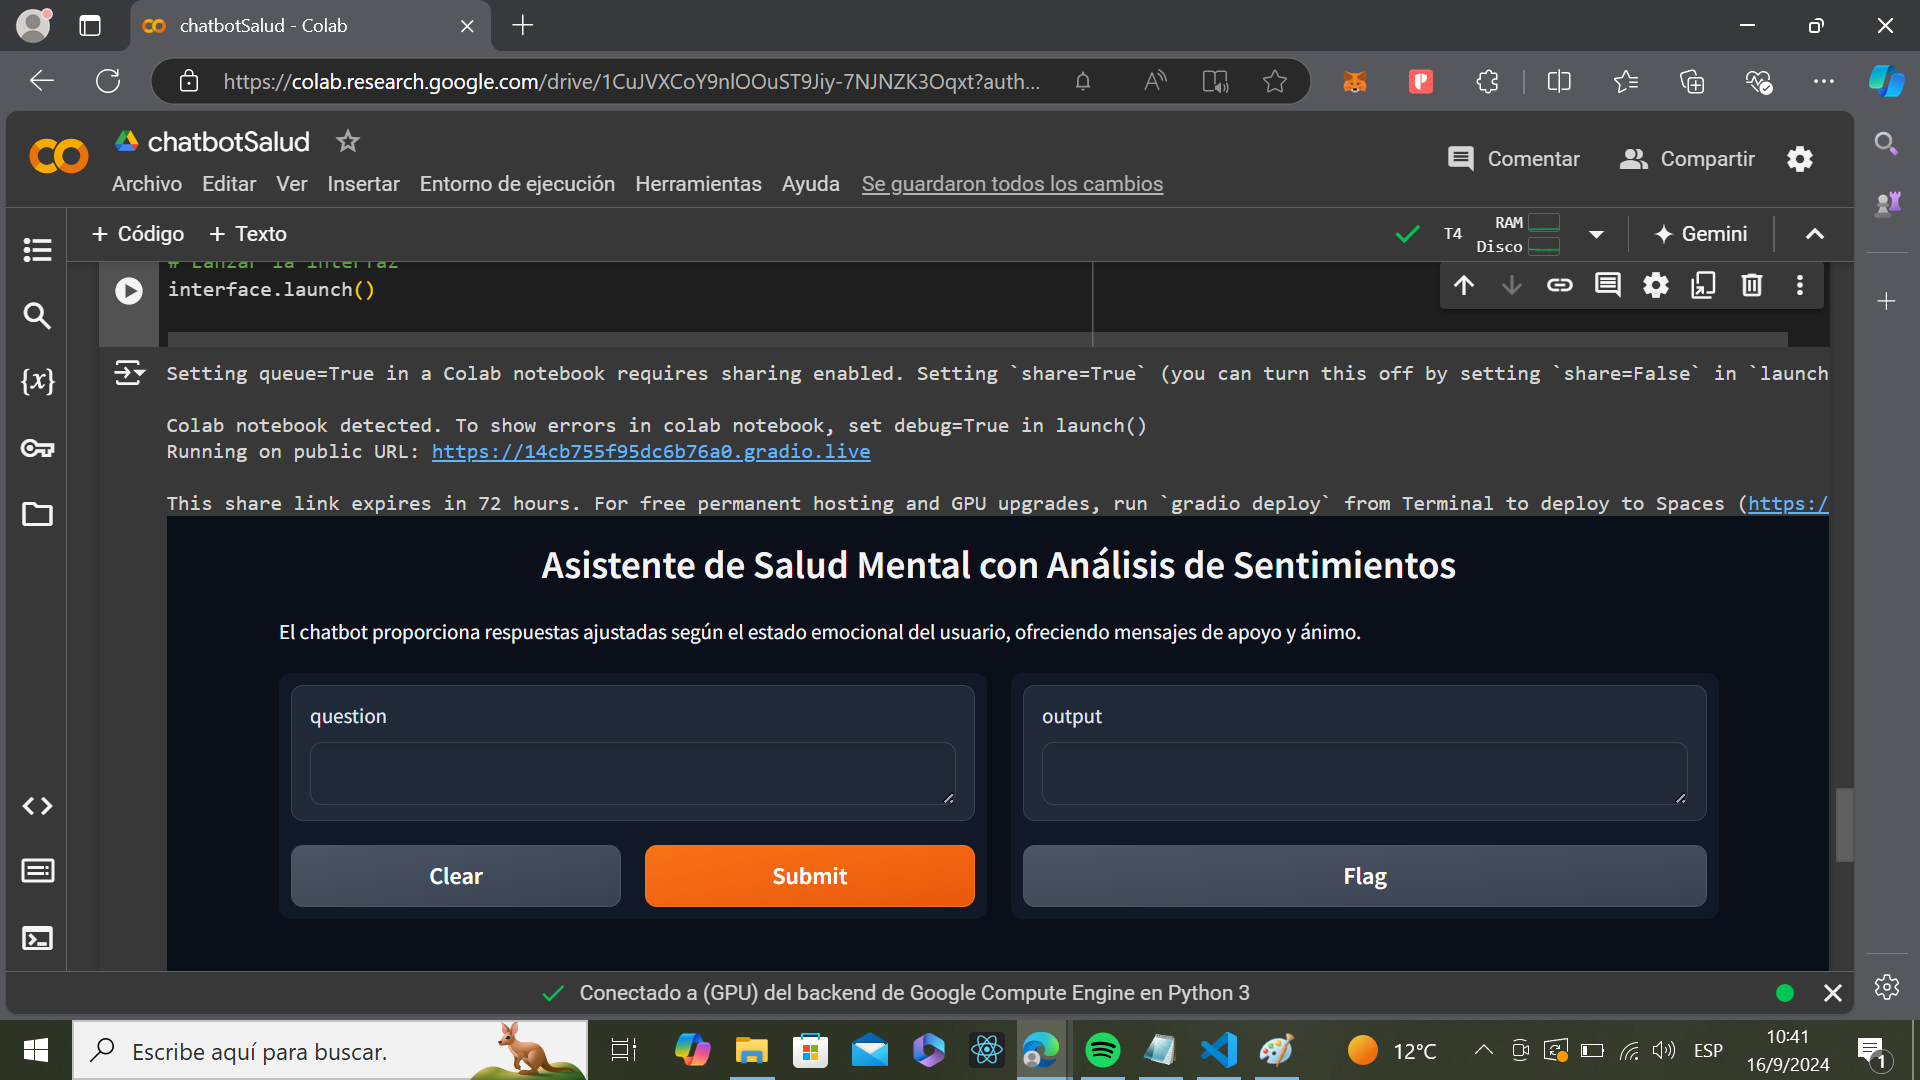 chatbotSalud - Colab
https://colab.research.google.com/drive/1CuJVXCoY9nlOOuST9Jiy-7NJNZK3Oqxt?auth...
chatbotSalud
Comentar
Compartir
Archivo Editar Ver Insertar Entorno de ejecución Herramientas Ayuda Se guardaron todos los cambios
+ Código + Texto
T4
RAM
Disco
Gemini
# Lanzar la interfaz
interface.launch()
Setting queue=True in a Colab notebook requires sharing enabled. Setting `share=True` (you can turn this off by setting `share=False` in `launch
Colab notebook detected. To show errors in colab notebook, set debug=True in launch()
Running on public URL: https://14cb755f95dc6b76a0.gradio.live
This share link expires in 72 hours. For free permanent hosting and GPU upgrades, run `gradio deploy` from Terminal to deploy to Spaces (https:/
Asistente de Salud Mental con Análisis de Sentimientos
El chatbot proporciona respuestas ajustadas según el estado emocional del usuario, ofreciendo mensajes de apoyo y ánimo.
question
output
Clear
Submit
Flag
Conectado a (GPU) del backend de Google Compute Engine en Python 3
Escribe aquí para buscar.
12°C
ESP
10:41
16/9/2024
1